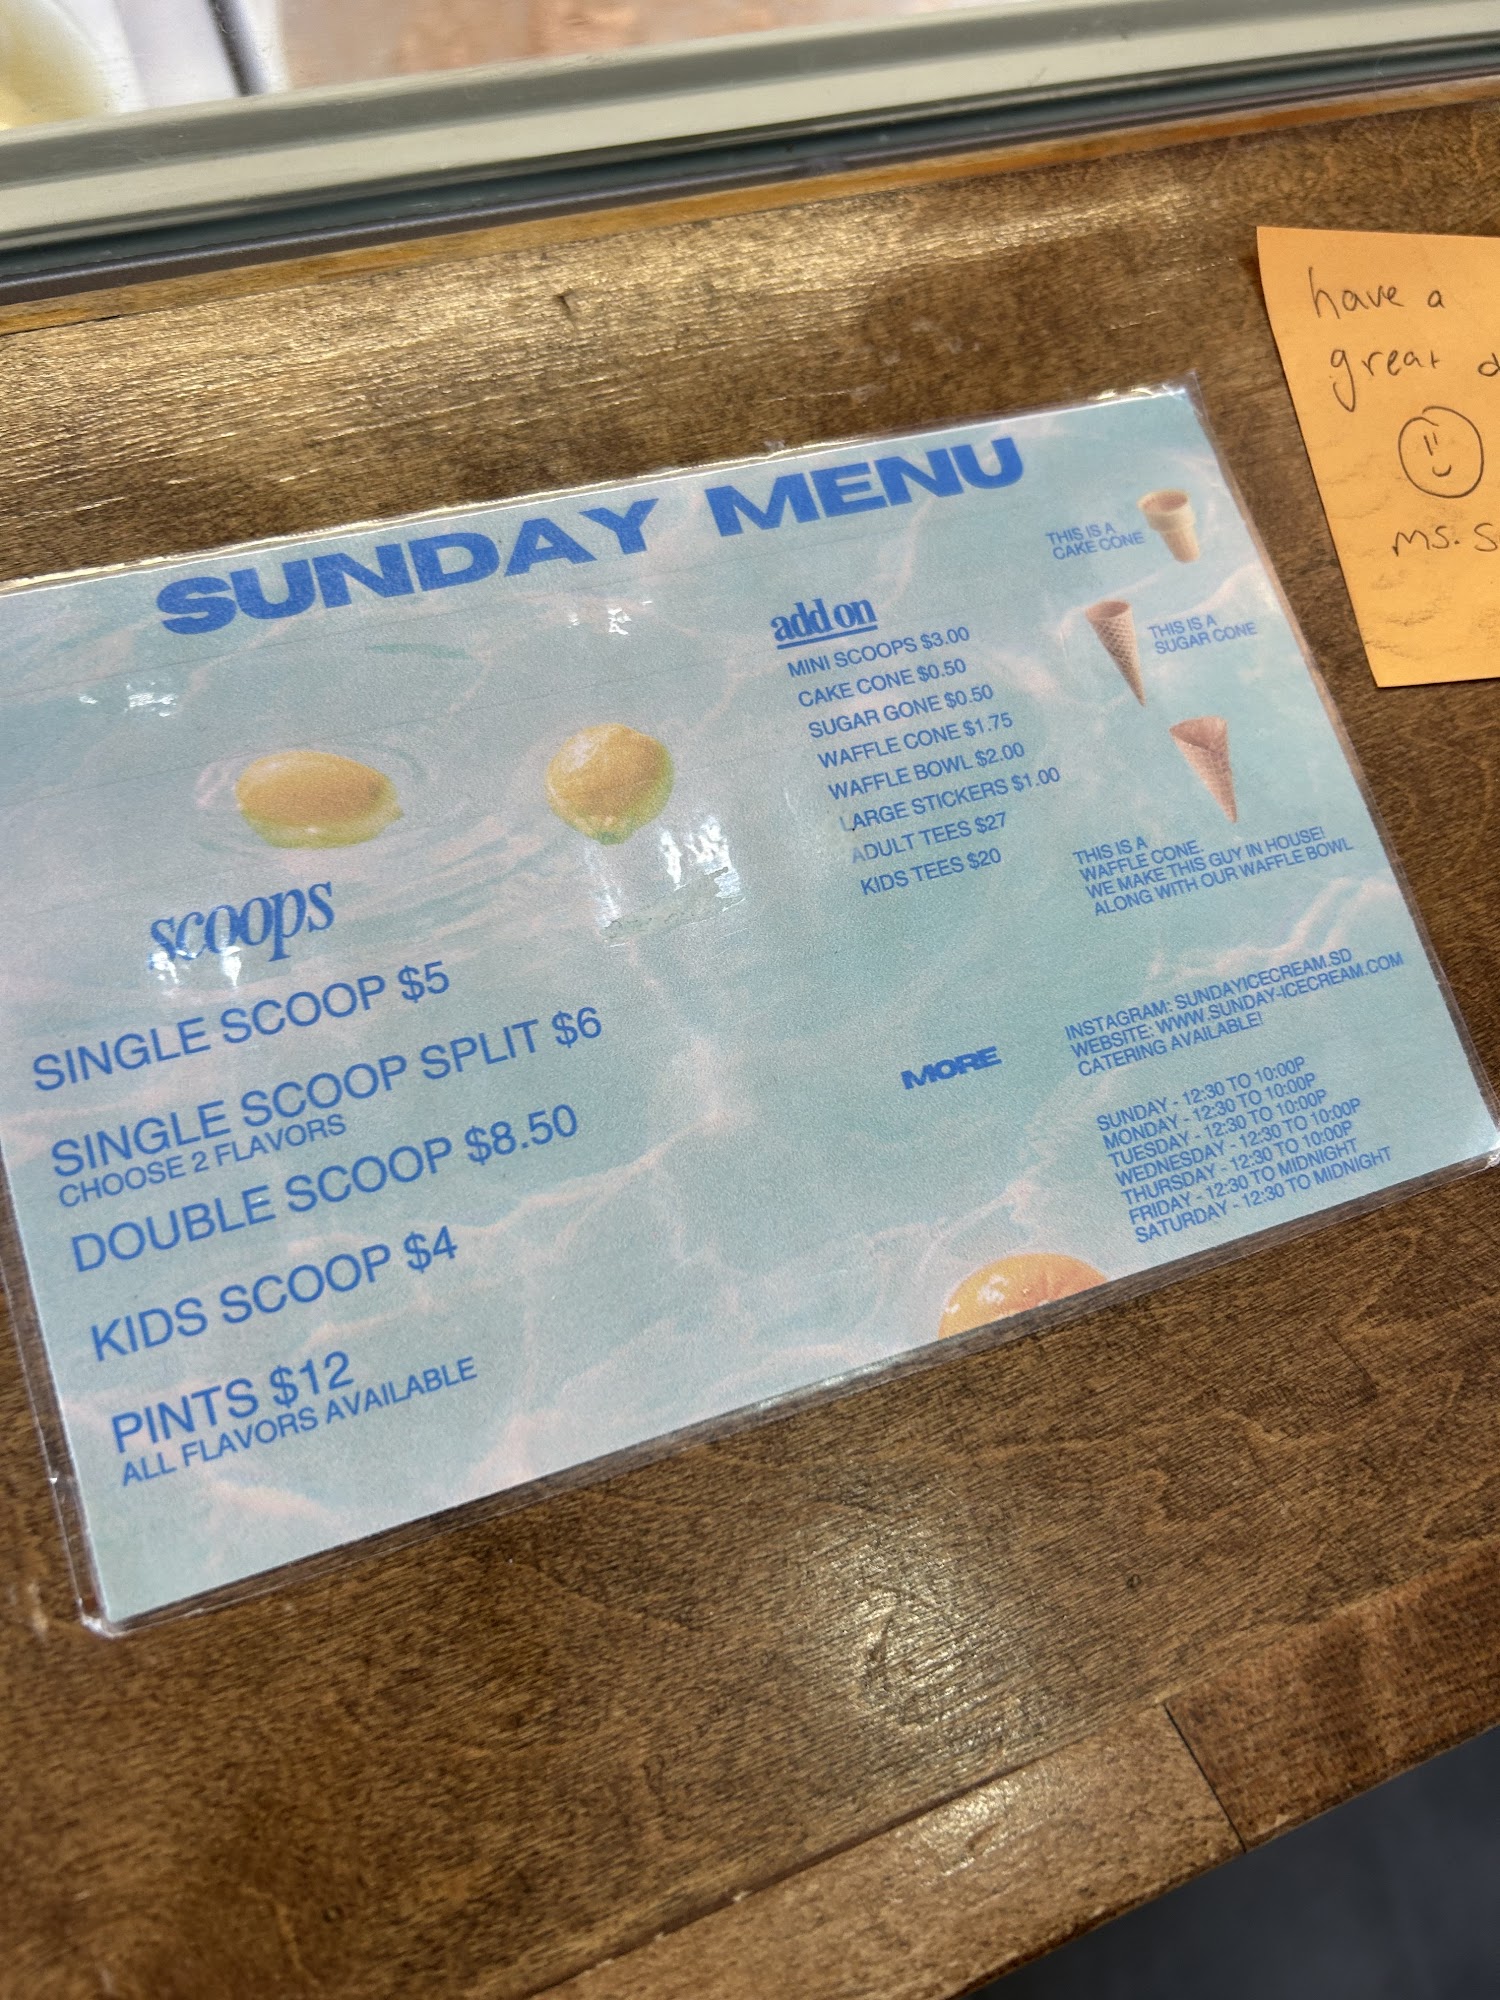 SUNDAY MENU
scoops
SINGLE SCOOP $5
SINGLE SCOOP SPLIT $6
CHOOSE 2 FLAVORS
DOUBLE SCOOP $8.50
KIDS SCOOP $4
PINTS $12
ALL FLAVORS AVAILABLE
add on
MINI SCOOPS $3.00
CAKE CONE $0.50
SUGAR GONE $0.50
WAFFLE CONE $1.75
WAFFLE BOWL $2.00
LARGE STICKERS $1.00
ADULT TEES $27
KIDS TEES $20
THIS IS A
CAKE CONE
THIS IS A
SUGAR CONE
THIS IS A
WAFFLE CONE.
WE MAKE THIS GUY IN HOUSE!
ALONG WITH OUR WAFFLE BOWL
MORE
INSTAGRAM: SUNDAYICECREAM.SD
WEBSITE: WWW.SUNDAY-ICECREAM.COM
CATERING AVAILABLE!
SUNDAY - 12:30 TO 10:00P
MONDAY - 12:30 TO 10:00P
TUESDAY - 12:30 TO 10:00P
WEDNESDAY - 12:30 TO 10:00P
THURSDAY - 12:30 TO 10:00P
FRIDAY - 12:30 TO MIDNIGHT
SATURDAY - 12:30 TO MIDNIGHT
have a
great
ms.